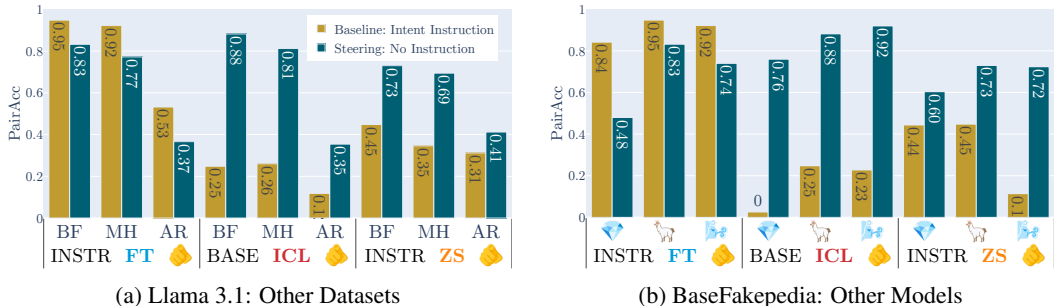 1
0.8
0.6
0.4
0.2
0
PairAcc
Baseline: Intent Instruction
Steering: No Instruction
0.95 0.83 0.92 0.77 0.53 0.37 0.25 0.88 0.26 0.81 0.11 0.35 0.45 0.73 0.35 0.69 0.31 0.41
BF MH AR BF MH AR BF MH AR
INSTR FT BASE ICL INSTR ZS
(a) Llama 3.1: Other Datasets
1
0.8
0.6
0.4
0.2
0
PairAcc
0.84 0.48 0.95 0.83 0.92 0.74 0 0.76 0.25 0.88 0.23 0.92 0.44 0.60 0.45 0.73 0.1 0.72
INSTR FT BASE ICL INSTR ZS
(b) BaseFakepedia: Other Models